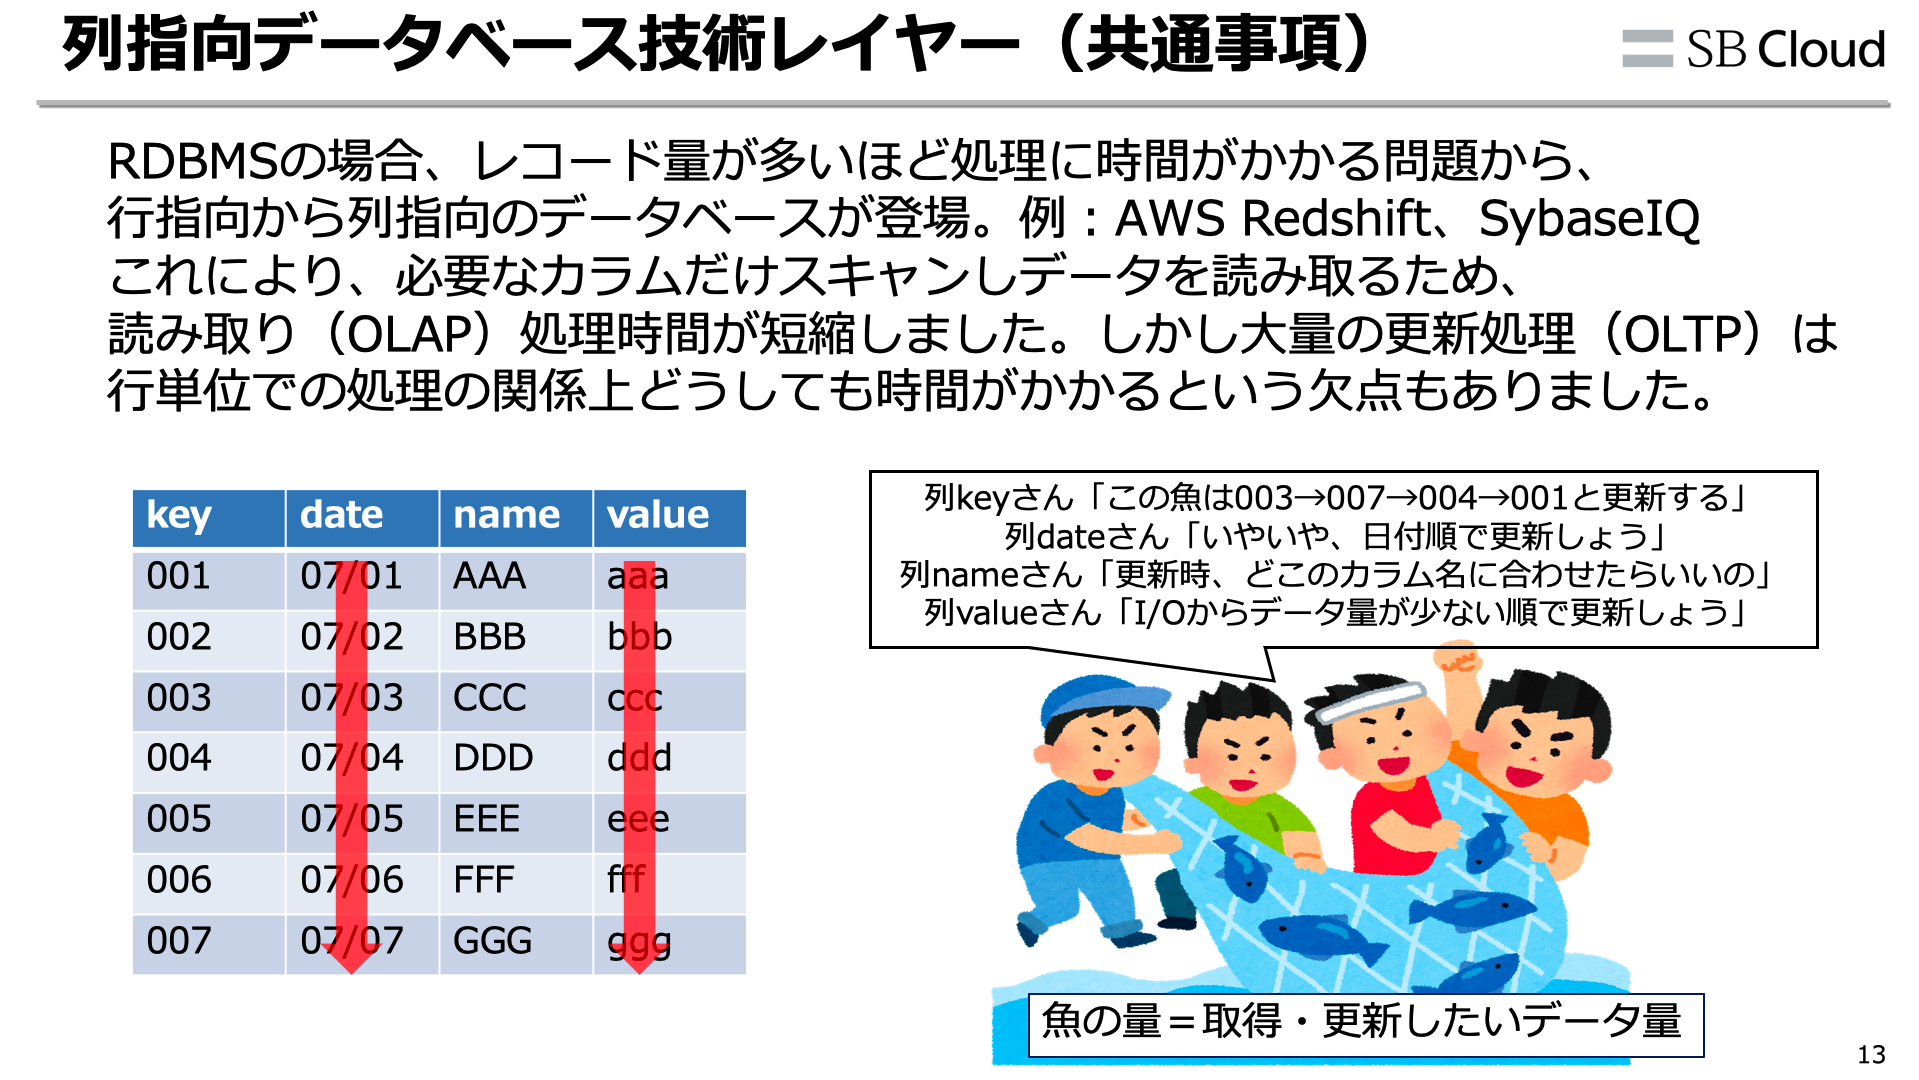 列指向データベース技術レイヤー（共通事項）
SB Cloud
RDBMSの場合、レコード量が多いほど処理に時間がかかる問題から、
行指向から列指向のデータベースが登場。例：AWS Redshift、SybaseIQ
これにより、必要なカラムだけスキャンしデータを読み取るため、
読み取り（OLAP）処理時間が短縮しました。しかし大量の更新処理（OLTP）は
行単位での処理の関係上どうしても時間がかかるという欠点もありました。
key date name value
001 07/01 AAA aaa
002 07/02 BBB bbb
003 07/03 CCC ccc
004 07/04 DDD ddd
005 07/05 EEE eee
006 07/06 FFF fff
007 07/07 GGG ggg
列keyさん「この魚は003→007→004→001と更新する」
列dateさん「いやいや、日付順で更新しょう」
列nameさん「更新時、どこのカラム名に合わせたらいいの」
列valueさん「I/Oからデータ量が少ない順で更新しょう」
魚の量＝取得・更新したいデータ量
13